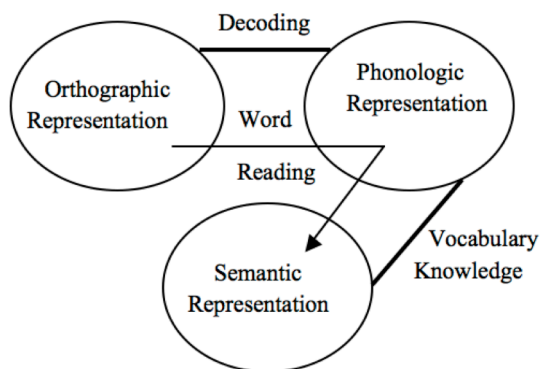 Decoding
Orthographic
Representation
Phonologic
Representation
Word
Reading
Semantic
Representation
Vocabulary
Knowledge